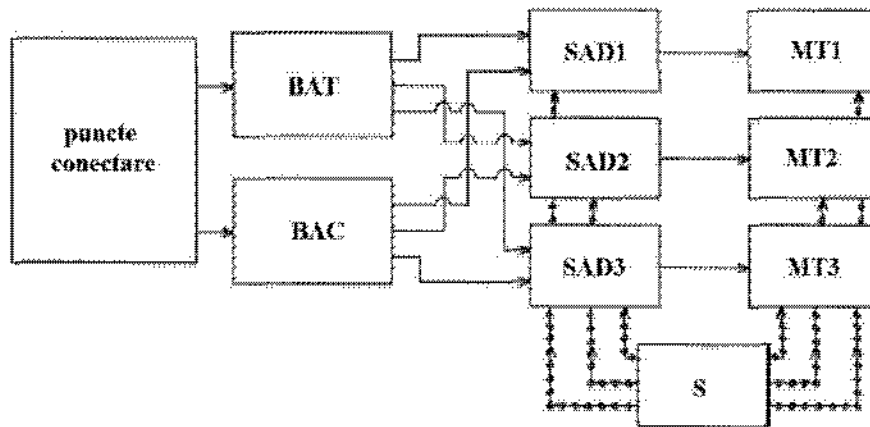 puncte
conectare
BAT
BAC
SAD1
SAD2
SAD3
MT1
MT2
MT3
S